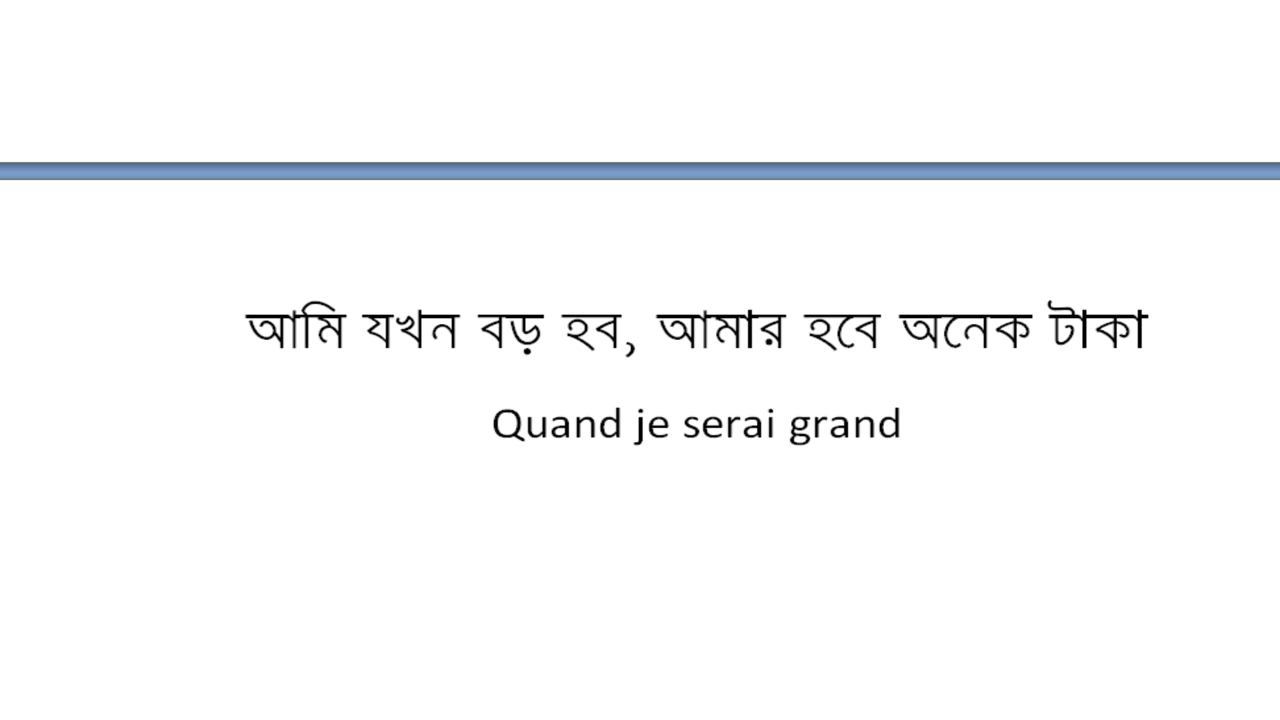 আমি যখন বড় হব, আমার হবে অনেক টাকা
Quand je serai grand